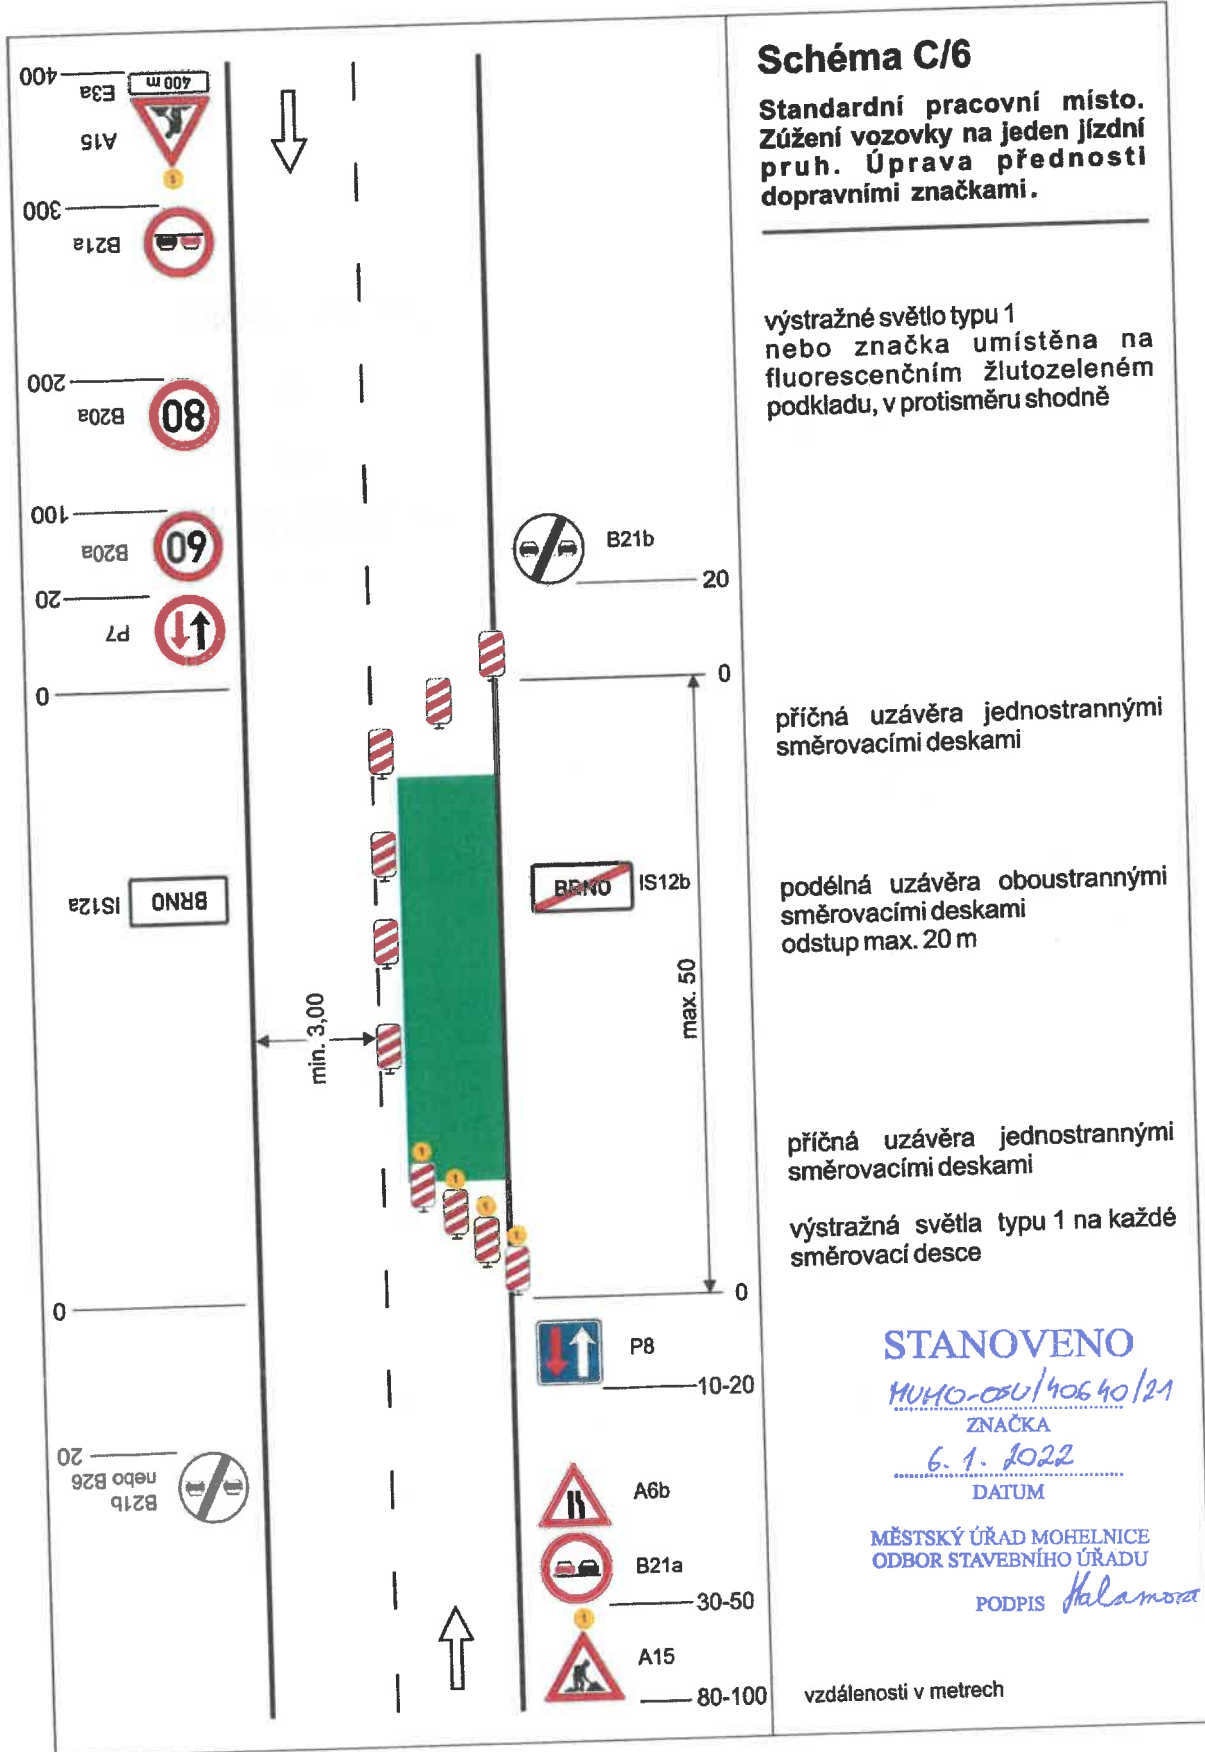 Schéma C/6
Standardní pracovní místo.
Zúžení vozovky na jeden jízdní
pruh. Úprava přednosti
dopravními značkami.
výstražné světlo typu 1
nebo značka umístěna na
fluorescenčním žlutozeleném
podkladu, v protisměru shodně
příčná uzávěra jednostrannými
směrovacími deskami
podélná uzávěra oboustrannými
směrovacími deskami
odstup max. 20 m
příčná uzávěra jednostrannými
směrovacími deskami
výstražná světla typu 1 na každé
směrovací desce
STANOVENO
MUMO-OSU/40640/21
ZNAČKA
6. 1. 2022
DATUM
MĚSTSKÝ ÚŘAD MOHELNICE
ODBOR STAVEBNÍHO ÚŘADU
PODPIS
vzdálenosti v metrech
400
E3a
400 m
A15
1
300
B21a
200
B20a
80
100
B20a
60
20
P7
0
IS12a
BRNO
min. 3,00
0
20
B21b
nebo B26
B21b
20
0
BRNO
IS12b
max. 50
1
1
1
1
0
P8
10-20
A6b
B21a
30-50
1
A15
80-100